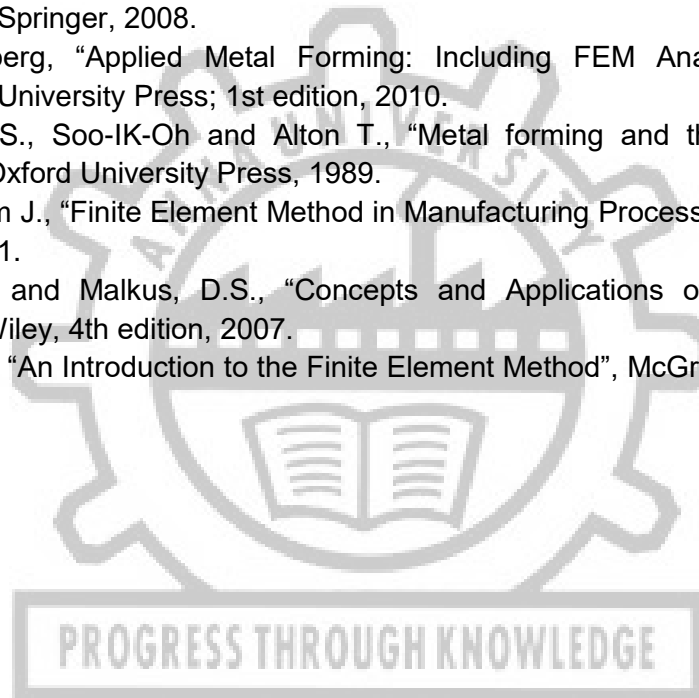 Springer, 2008.
berg, “Applied Metal Forming: Including FEM Ana
University Press; 1st edition, 2010.
S., Soo-IK-Oh and Alton T., “Metal forming and th
Oxford University Press, 1989.
m J., “Finite Element Method in Manufacturing Process
1.
and Malkus, D.S., “Concepts and Applications o
Wiley, 4th edition, 2007.
“An Introduction to the Finite Element Method”, McGr
ANNA UNIVERSITY
PROGRESS THROUGH KNOWLEDGE